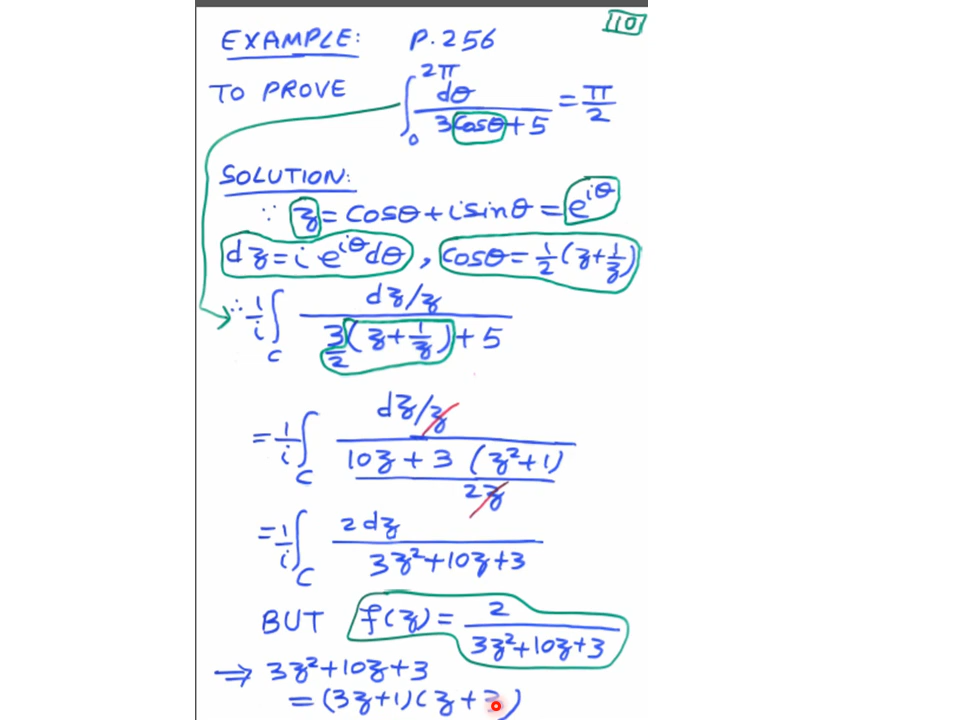 110
EXAMPLE: P.256
TO PROVE ∫₀^2π dθ / (3cosθ+5) = π/2
SOLUTION:
∵ z = cosθ + i sinθ = e^iθ
dz = i e^iθ dθ, cosθ = 1/2 (z + 1/z)
∴ 1/i ∫_C (dz/z) / (3/2 (z + 1/z) + 5)
= 1/i ∫_C (dz/z) / ((10z + 3 (z² + 1)) / 2z)
= 1/i ∫_C 2dz / (3z² + 10z + 3)
BUT f(z) = 2 / (3z² + 10z + 3)
⇒ 3z² + 10z + 3
= (3z+1)(z+3)